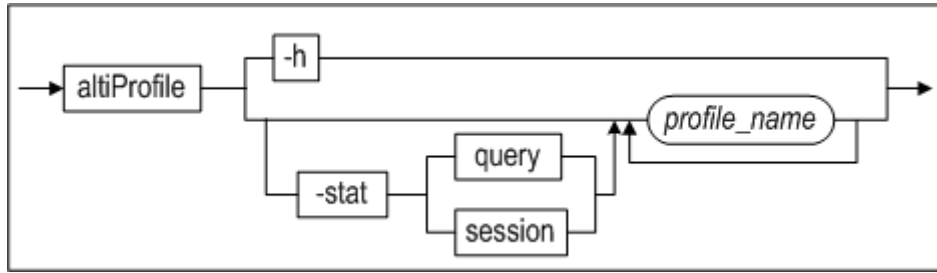 -h
altiProfile
profile_name
query
-stat
session